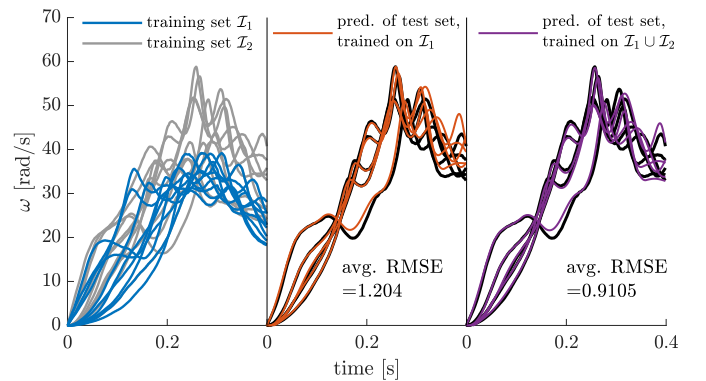 70
60
50
40
30
20
10
0
ω [rad/s]
training set ℐ₁
training set ℐ₂
pred. of test set,
trained on ℐ₁
pred. of test set,
trained on ℐ₁ ∪ ℐ₂
avg. RMSE
=1.204
avg. RMSE
=0.9105
0 0.2 0 0.2 0 0.2 0.4
time [s]